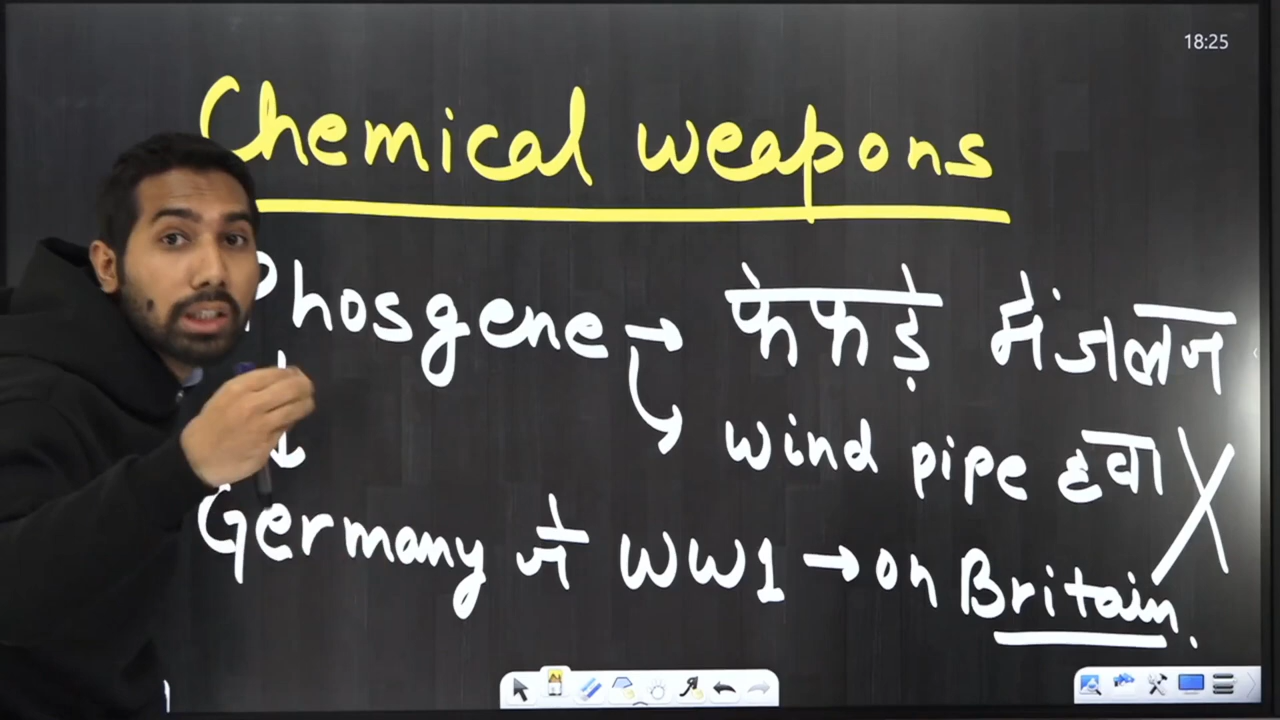 18:25
Chemical weapons
Phosgene → फेफड़े में जलन
wind pipe हवा X
Germany ने WW1 → on Britain.